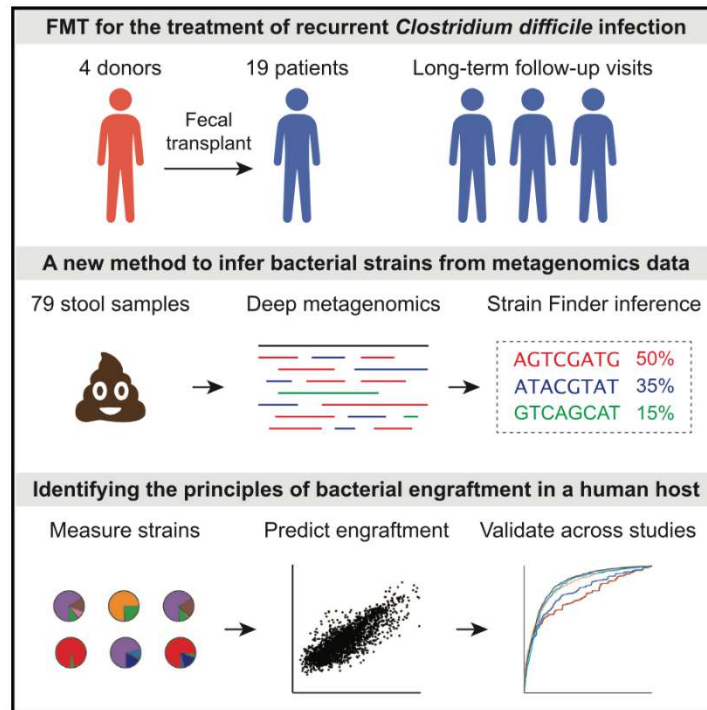 FMT for the treatment of recurrent Clostridium difficile infection
4 donors 19 patients Long-term follow-up visits
Fecal
transplant
A new method to infer bacterial strains from metagenomics data
79 stool samples Deep metagenomics Strain Finder inference
AGTCGATG 50%
ATACGTAT 35%
GTCAGCAT 15%
Identifying the principles of bacterial engraftment in a human host
Measure strains Predict engraftment Validate across studies